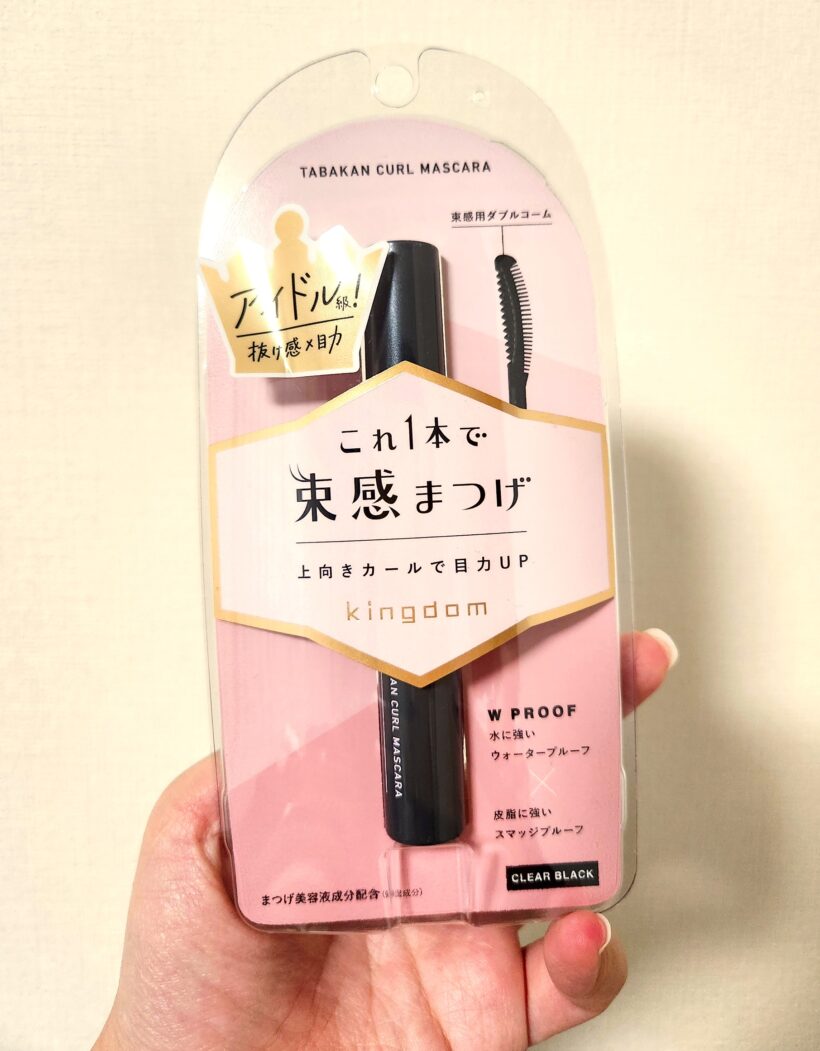 TABAKAN CURL MASCARA
束感用ダブルコーム
アイドル級!
抜け感×目力
これ1本で
束感まつげ
上向きカールで目力UP
kingdom
CURL MASCARA
W PROOF
水に強い
ウォータープルーフ
×
皮脂に強い
スマッジプルーフ
CLEAR BLACK
まつげ美容液成分配合